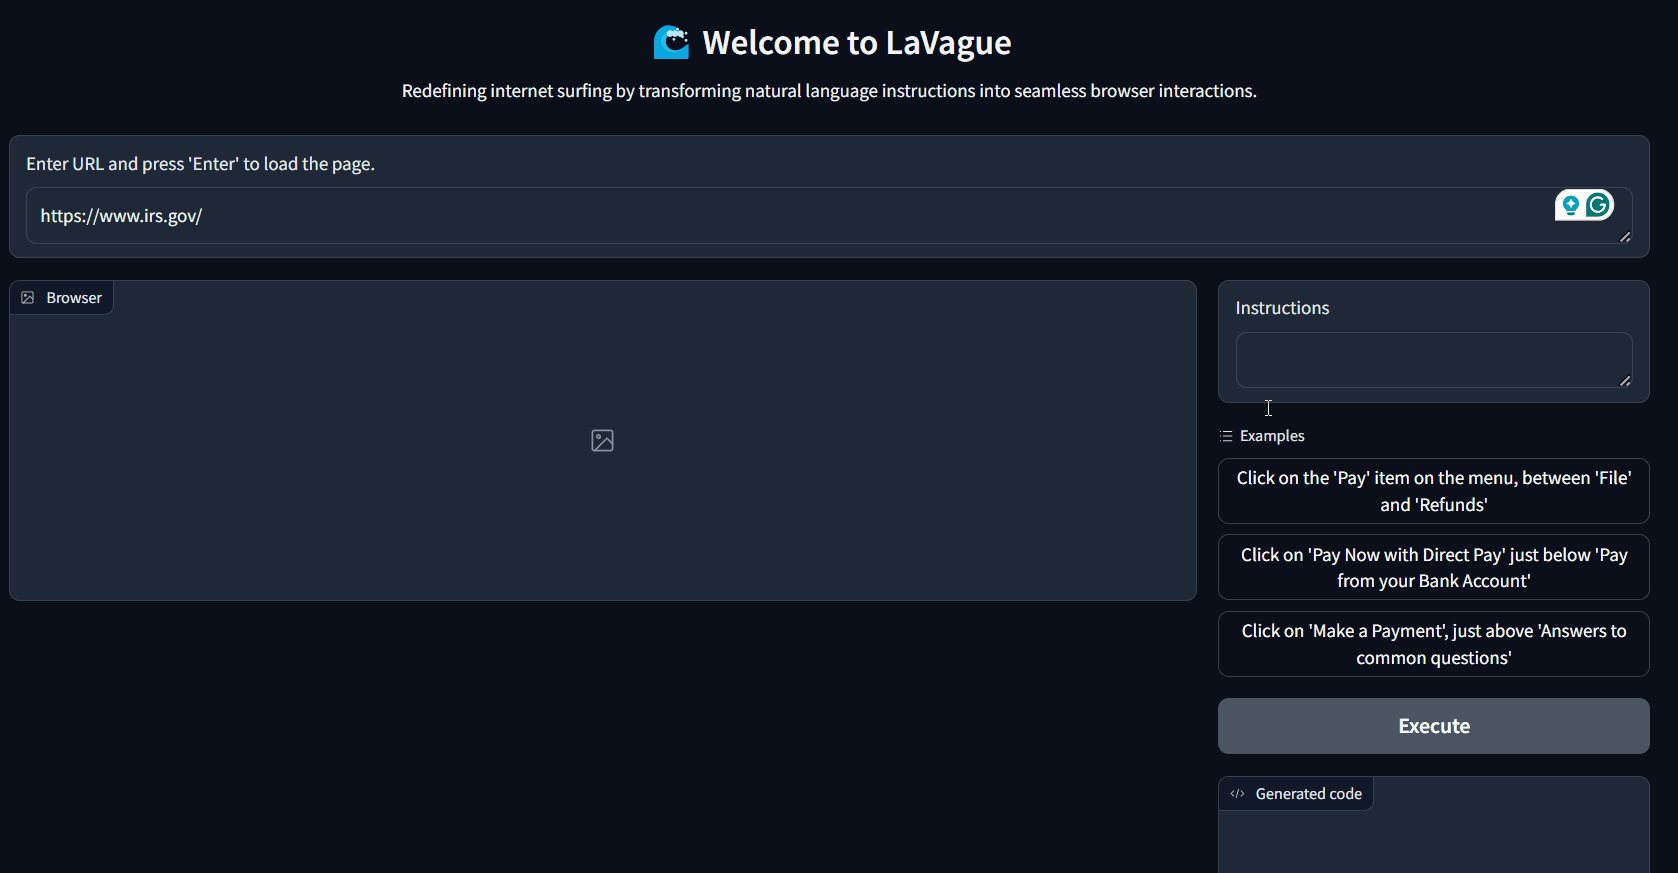 Welcome to LaVague
Redefining internet surfing by transforming natural language instructions into seamless browser interactions.
Enter URL and press 'Enter' to load the page.
https://www.irs.gov/
Browser
Instructions
Examples
Click on the 'Pay' item on the menu, between 'File'
and 'Refunds'
Click on 'Pay Now with Direct Pay' just below 'Pay
from your Bank Account'
Click on 'Make a Payment', just above 'Answers to
common questions'
Execute
Generated code